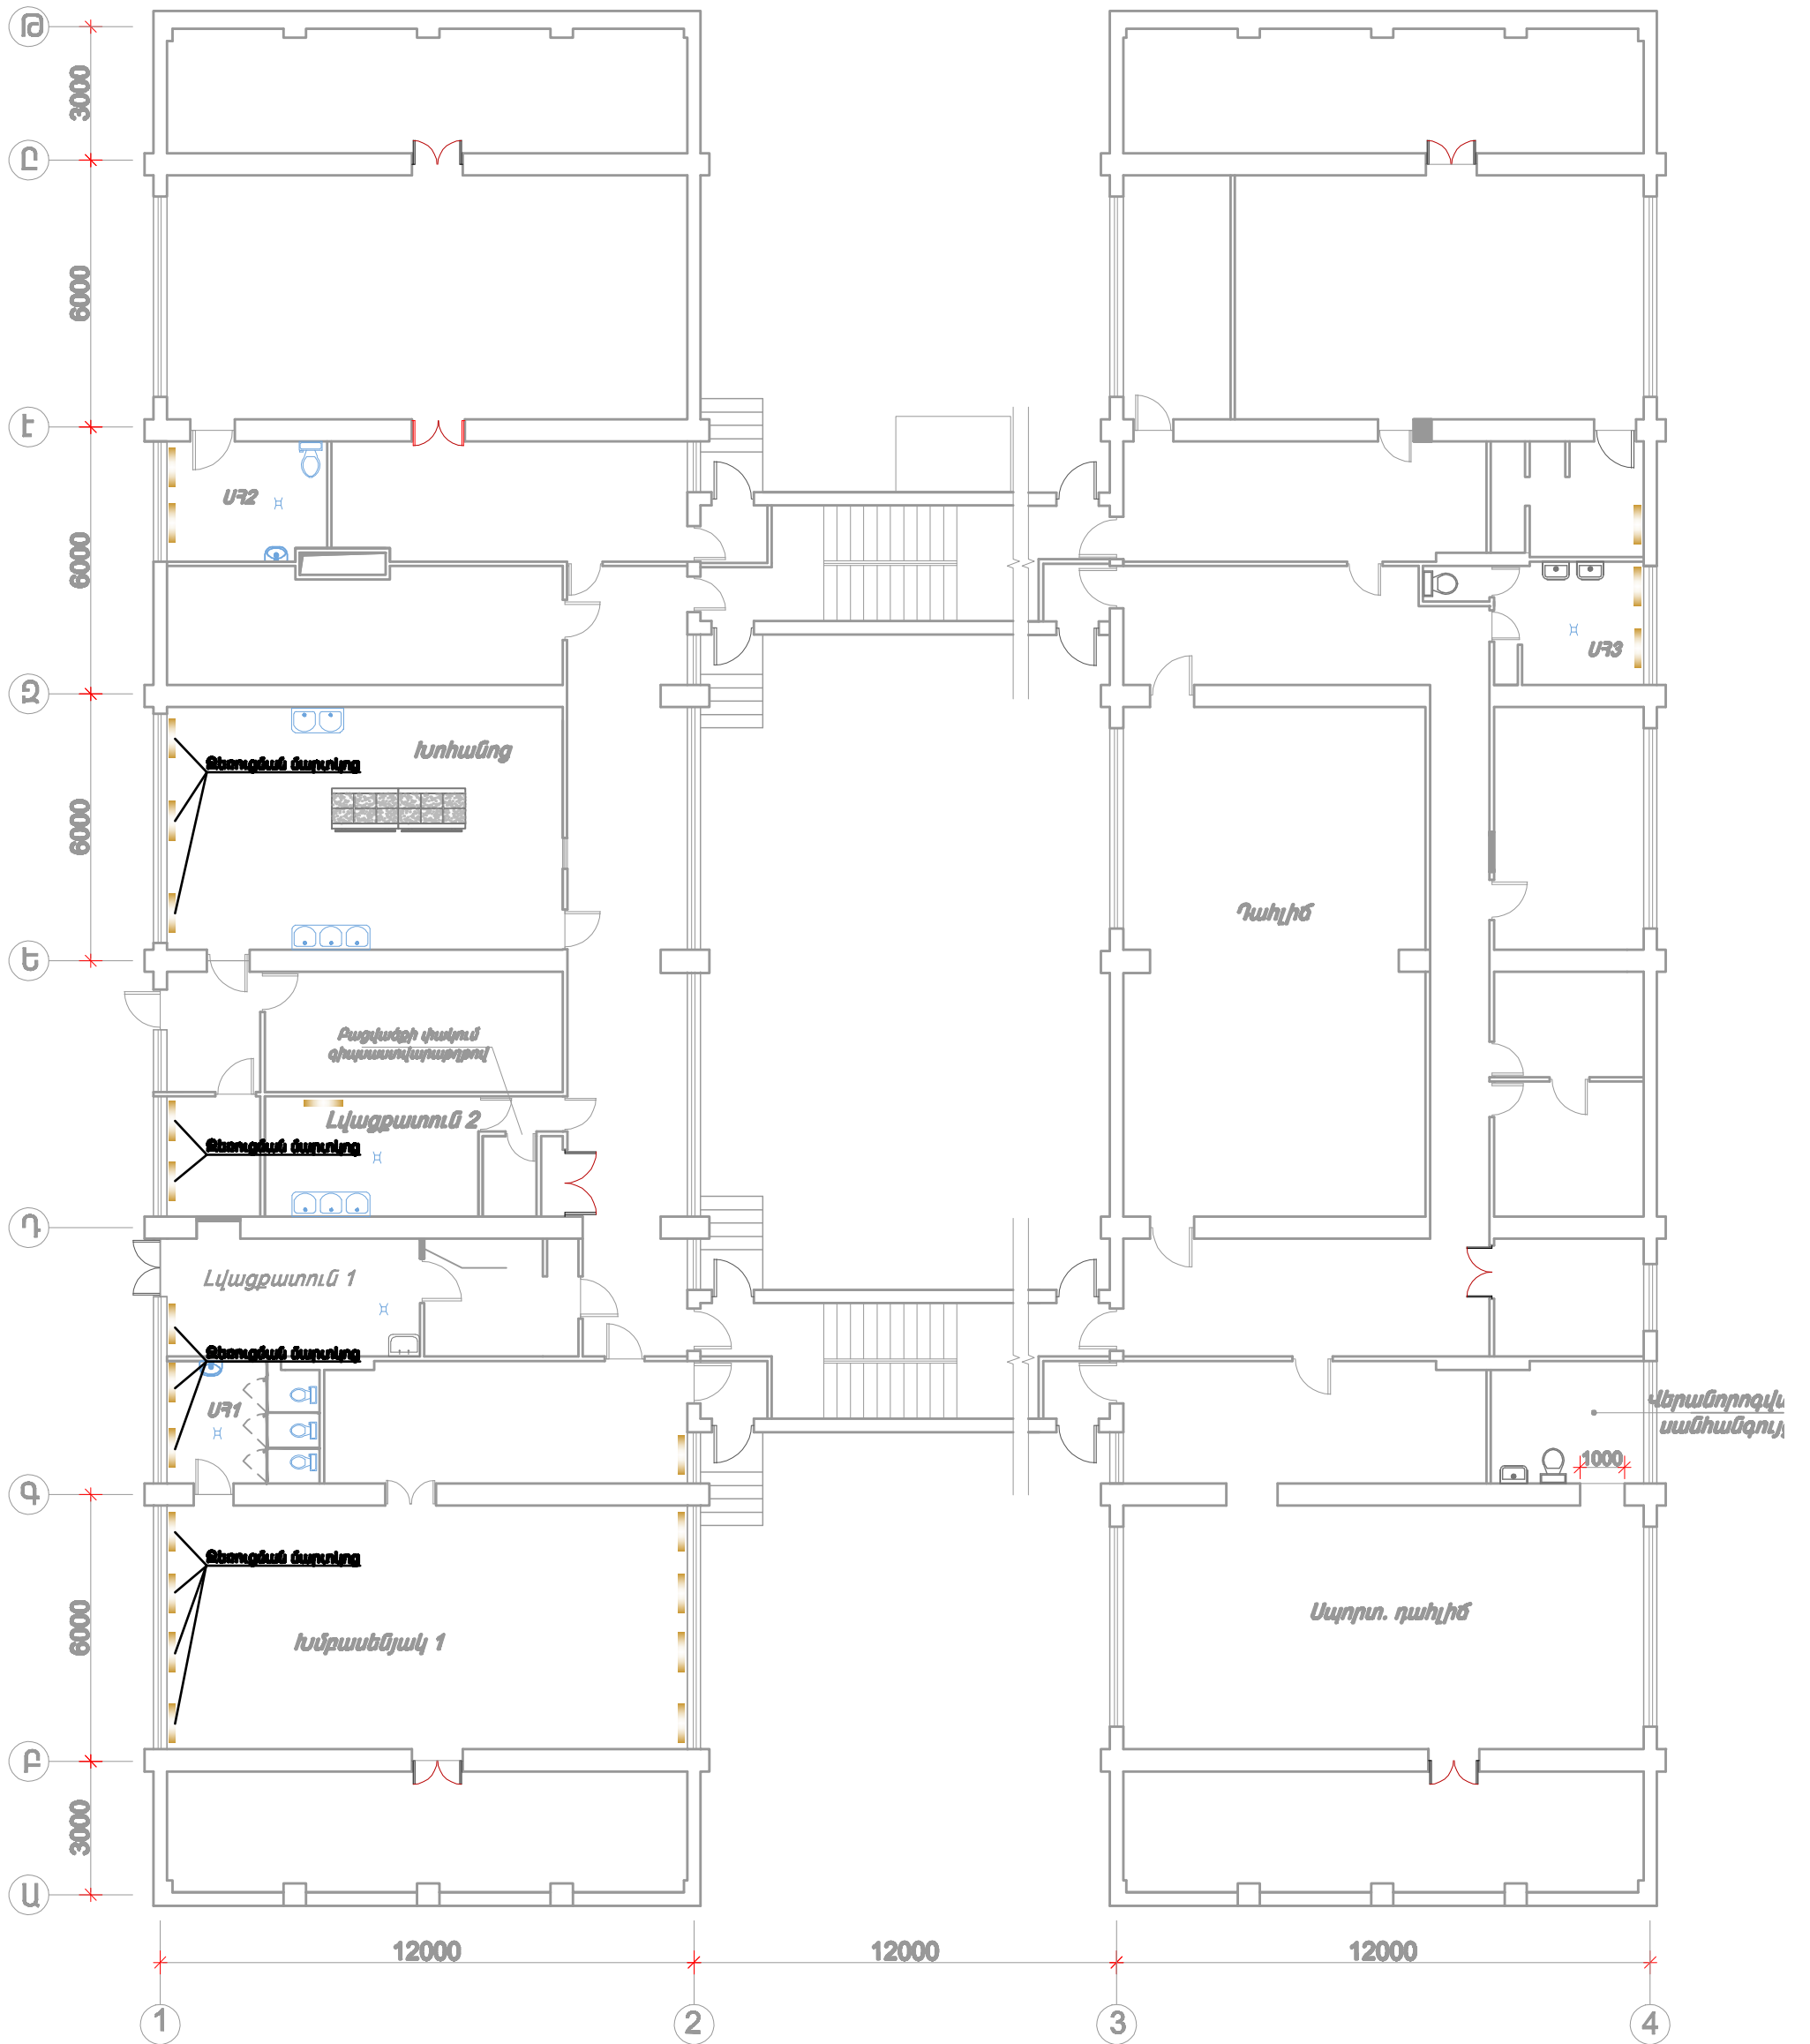 Թ
3000
Ը
6000
Է
ՍՀ2
6000
ՍՀ3
Զ
Խոհանոց
Ջեռուցման մարտկոց
6000
Դահլիճ
Ե
Բացվածքի փակում
գիպսաստվարաթղթով
Լվացքատուն 2
Ջեռուցման մարտկոց
Դ
Լվացքատուն 1
Ջեռուցման մարտկոց
ՍՀ1
1000
Գ
Ջեռուցման մարտկոց
6000
Սպորտ. դահլիճ
Խմբասենյակ 1
Բ
3000
Ա
12000
12000
12000
1
2
3
4